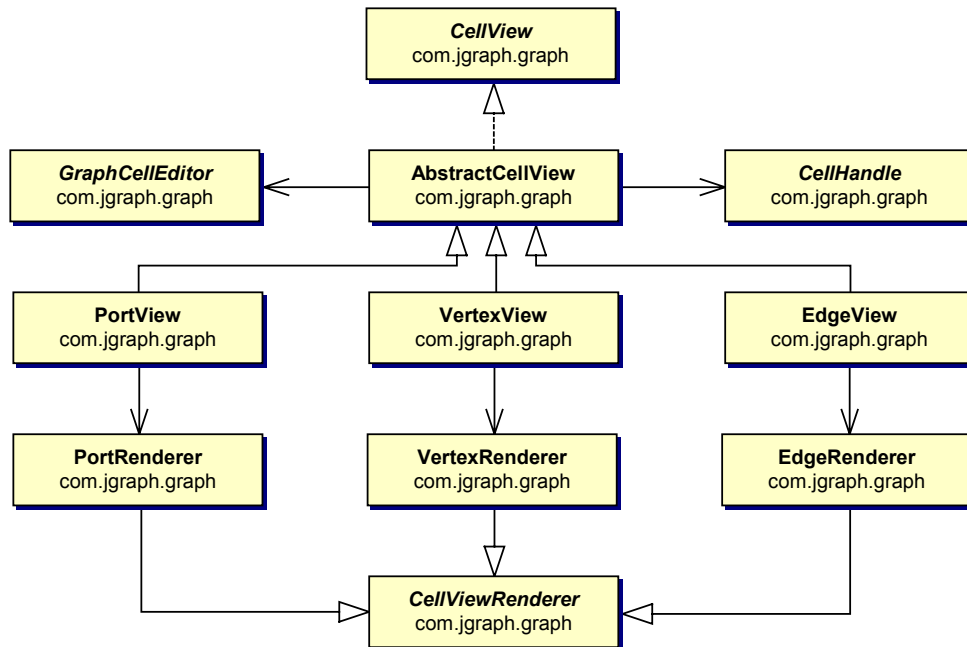 CellView
com.jgraph.graph
GraphCellEditor
com.jgraph.graph
AbstractCellView
com.jgraph.graph
CellHandle
com.jgraph.graph
PortView
com.jgraph.graph
VertexView
com.jgraph.graph
EdgeView
com.jgraph.graph
PortRenderer
com.jgraph.graph
VertexRenderer
com.jgraph.graph
EdgeRenderer
com.jgraph.graph
CellViewRenderer
com.jgraph.graph